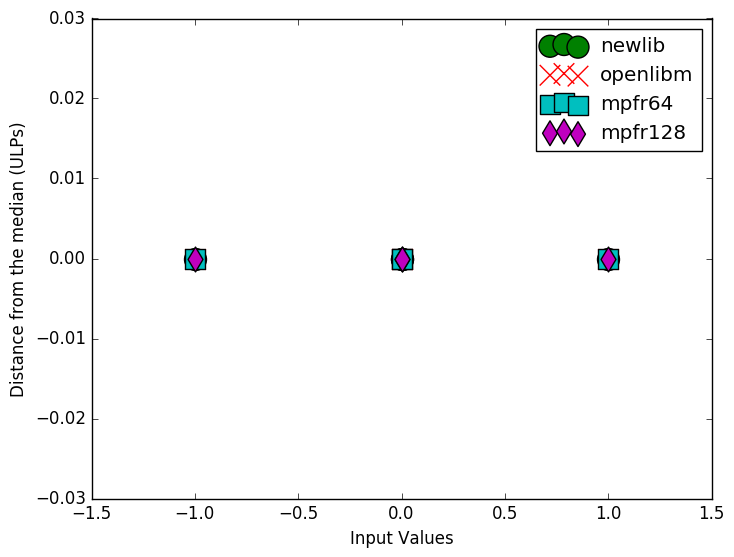 0.03
0.02
0.01
0.00
−0.01
−0.02
−0.03
Distance from the median (ULPs)
newlib
openlibm
mpfr64
mpfr128
−1.5
−1.0
−0.5
0.0
0.5
1.0
1.5
Input Values